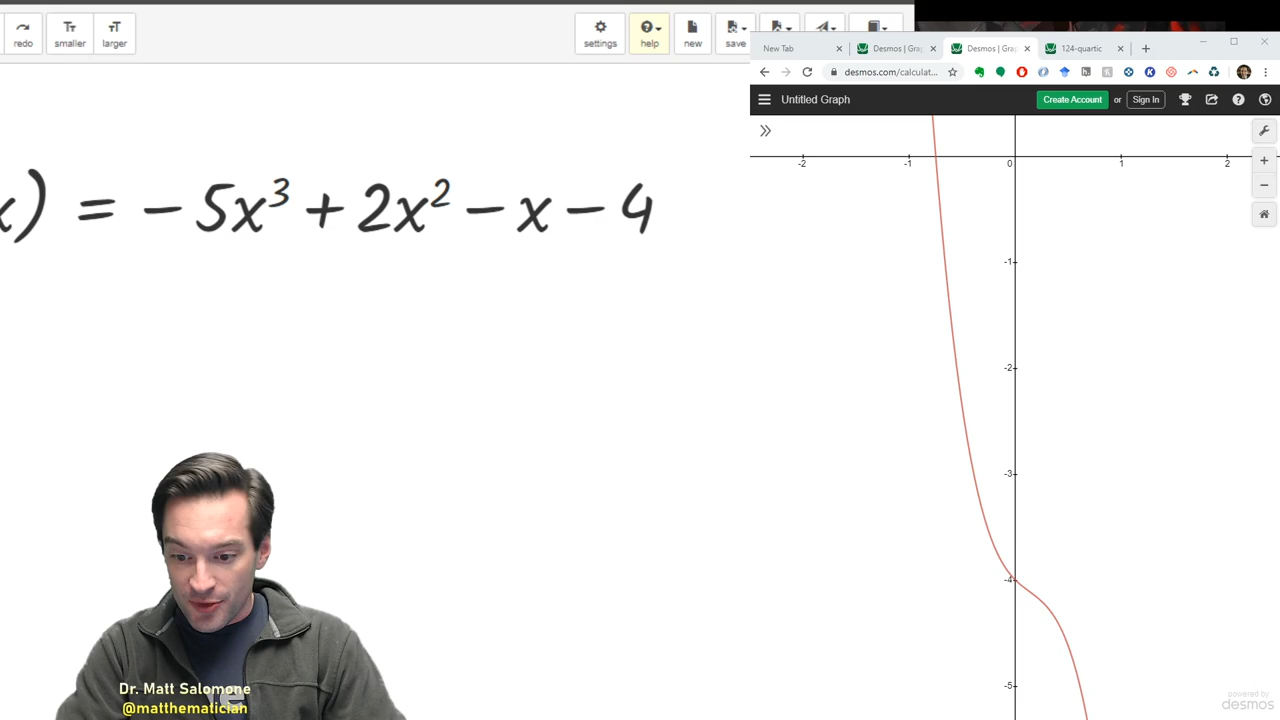 redo
smaller
larger
settings
help
new
save
New Tab
Desmos | Gra
Desmos | Gra
124-quartic
desmos.com/calculat...
Untitled Graph
Create Account or Sign In
) = − 5x³ + 2x² − x − 4
-2
-1
0
1
2
-1
-2
-3
-4
-5
powered by
desmos
Dr. Matt Salomone
@matthematician